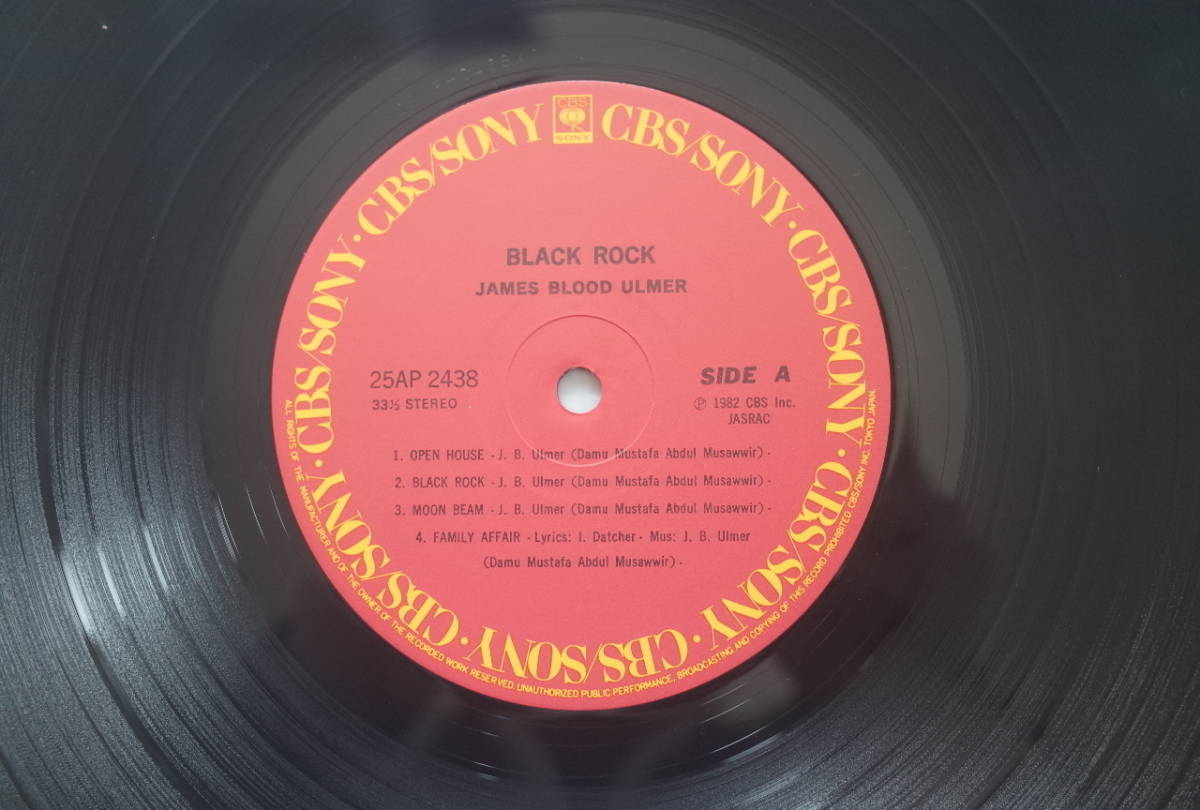 CBS
SONY
CBS/SONY · CBS/SONY · CBS/SONY · CBS/SONY · CBS/SONY · CBS/SONY · CBS/SONY · CBS/SONY · CBS/SONY
BLACK ROCK
JAMES BLOOD ULMER
25AP 2438
33⅓ STEREO
SIDE A
Ⓟ 1982 CBS Inc.
JASRAC
1. OPEN HOUSE - J. B. Ulmer (Damu Mustafa Abdul Musawwir) -
2. BLACK ROCK - J. B. Ulmer (Damu Mustafa Abdul Musawwir) -
3. MOON BEAM - J. B. Ulmer (Damu Mustafa Abdul Musawwir) -
4. FAMILY AFFAIR - Lyrics: I. Datcher - Mus: J. B. Ulmer
(Damu Mustafa Abdul Musawwir) -
ALL RIGHTS OF THE MANUFACTURER AND OF THE OWNER OF THE RECORDED WORK RESERVED. UNAUTHORIZED PUBLIC PERFORMANCE, BROADCASTING AND COPYING OF THIS RECORD PROHIBITED. CBS/SONY INC. TOKYO JAPAN.